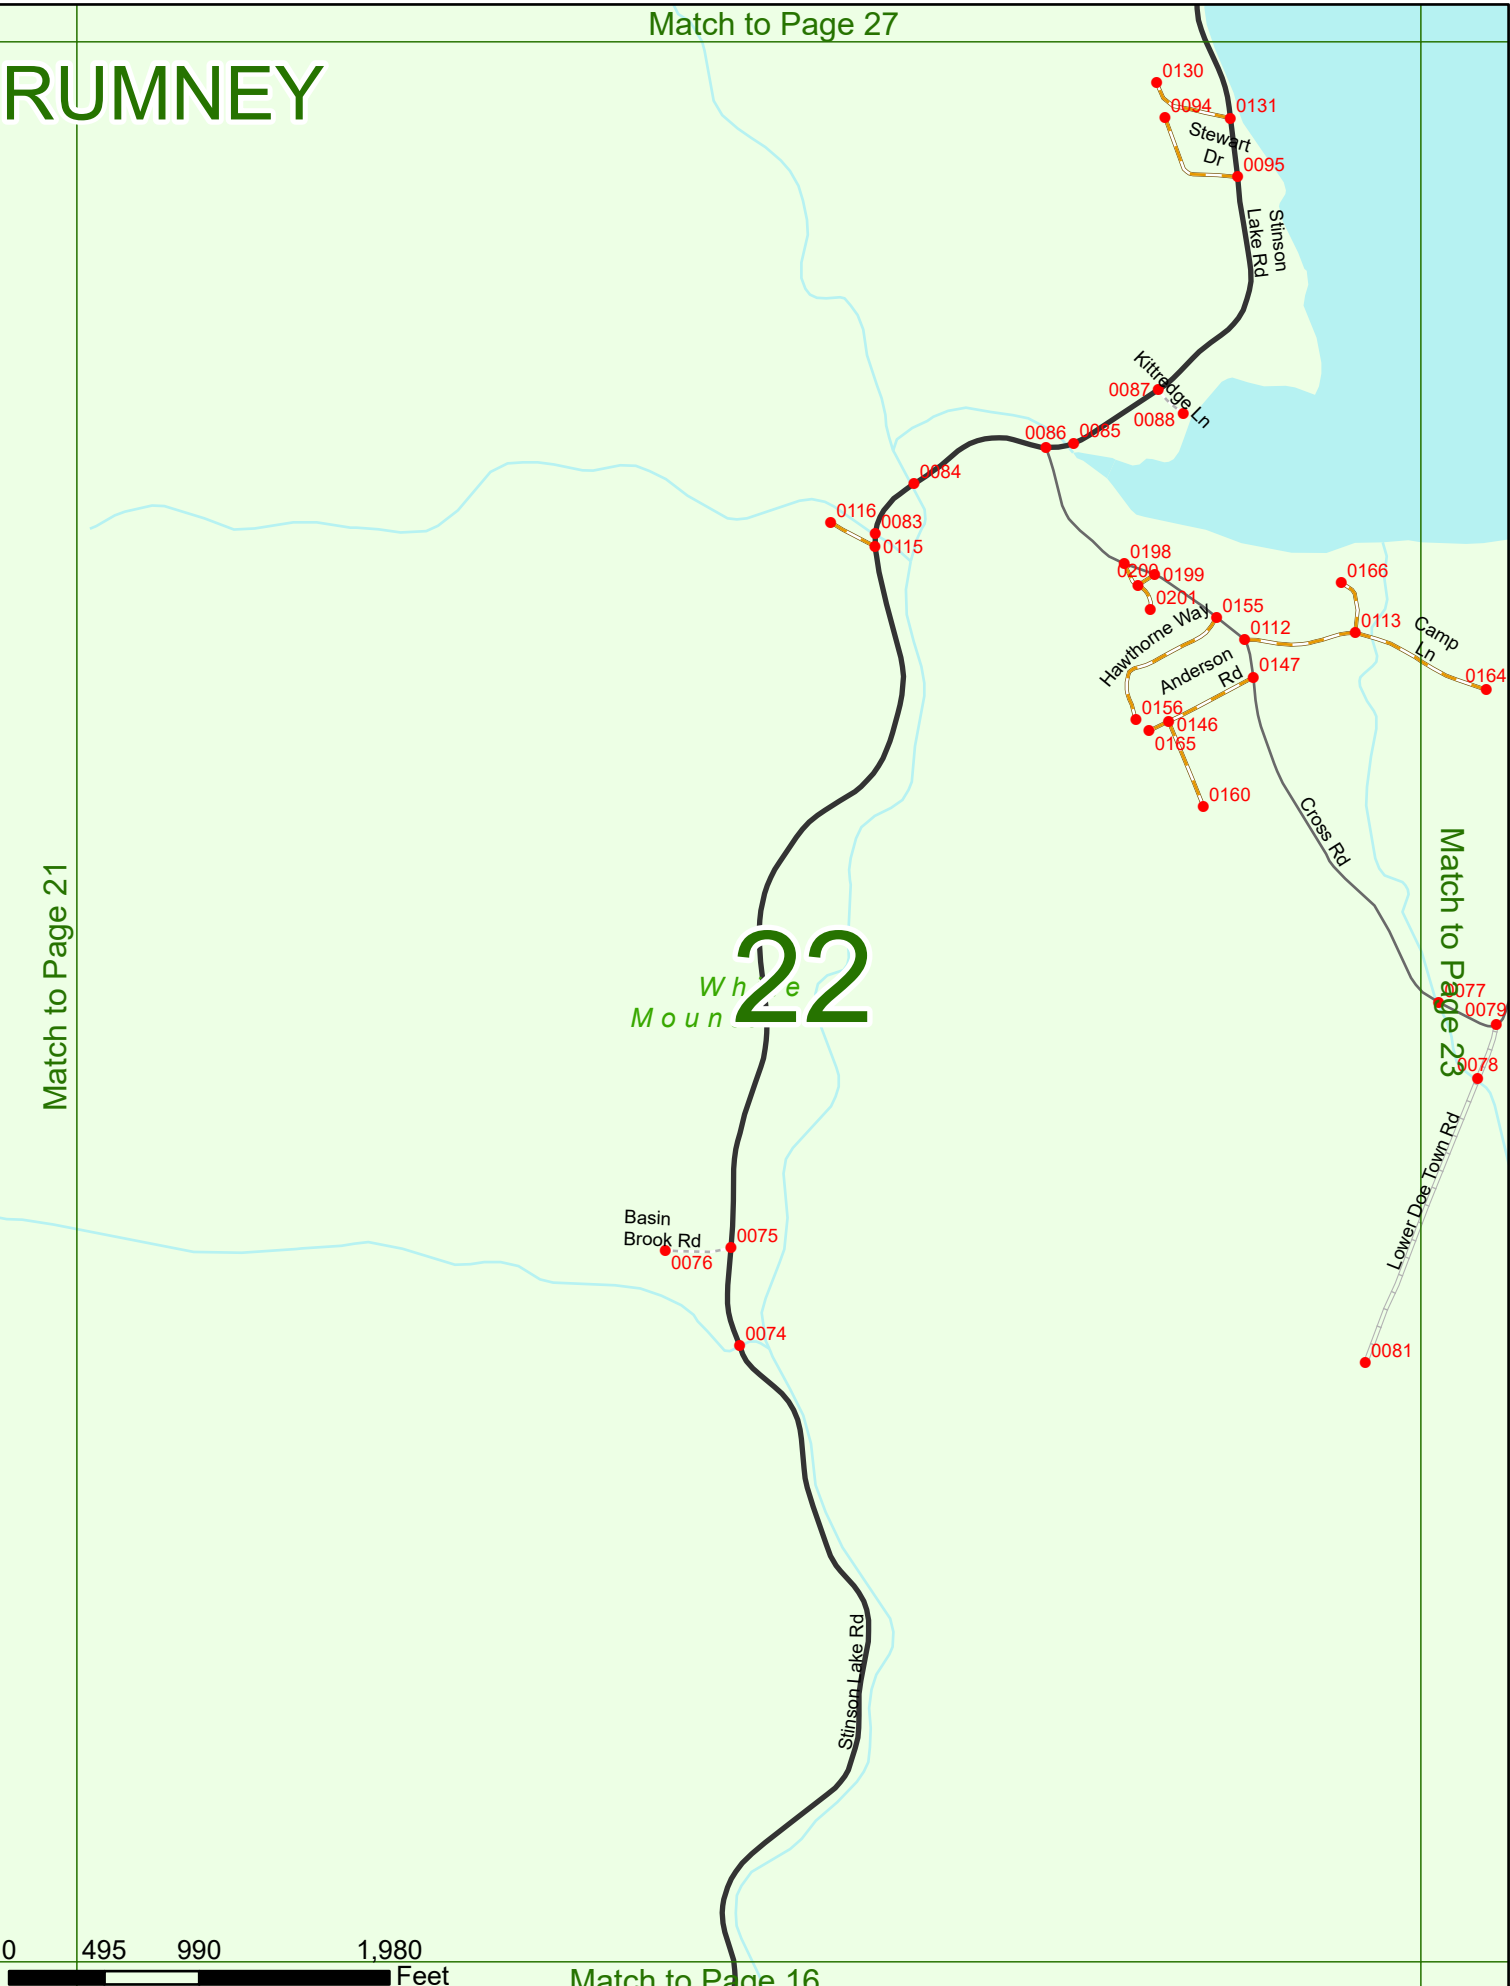 Match to Page 27
RUMNEY
0130
0094
0131
Stewart
Dr
0095
Stinson
Lake Rd
Kittredge Ln
0087
0088
0086
0085
0084
0116
0083
0115
0198
0200
0199
0201
0166
0155
0112
0113
Hawthorne Way
Camp
Ln
Anderson
Rd
0147
0164
0156
0146
0165
0160
Cross Rd
Match to Page 21
Match to Page 23
22
0077
0079
0078
Lower Doe Town Rd
Basin
Brook Rd
0075
0076
0074
0081
Stinson Lake Rd
0 495 990 1,980
Feet
Match to Page 16